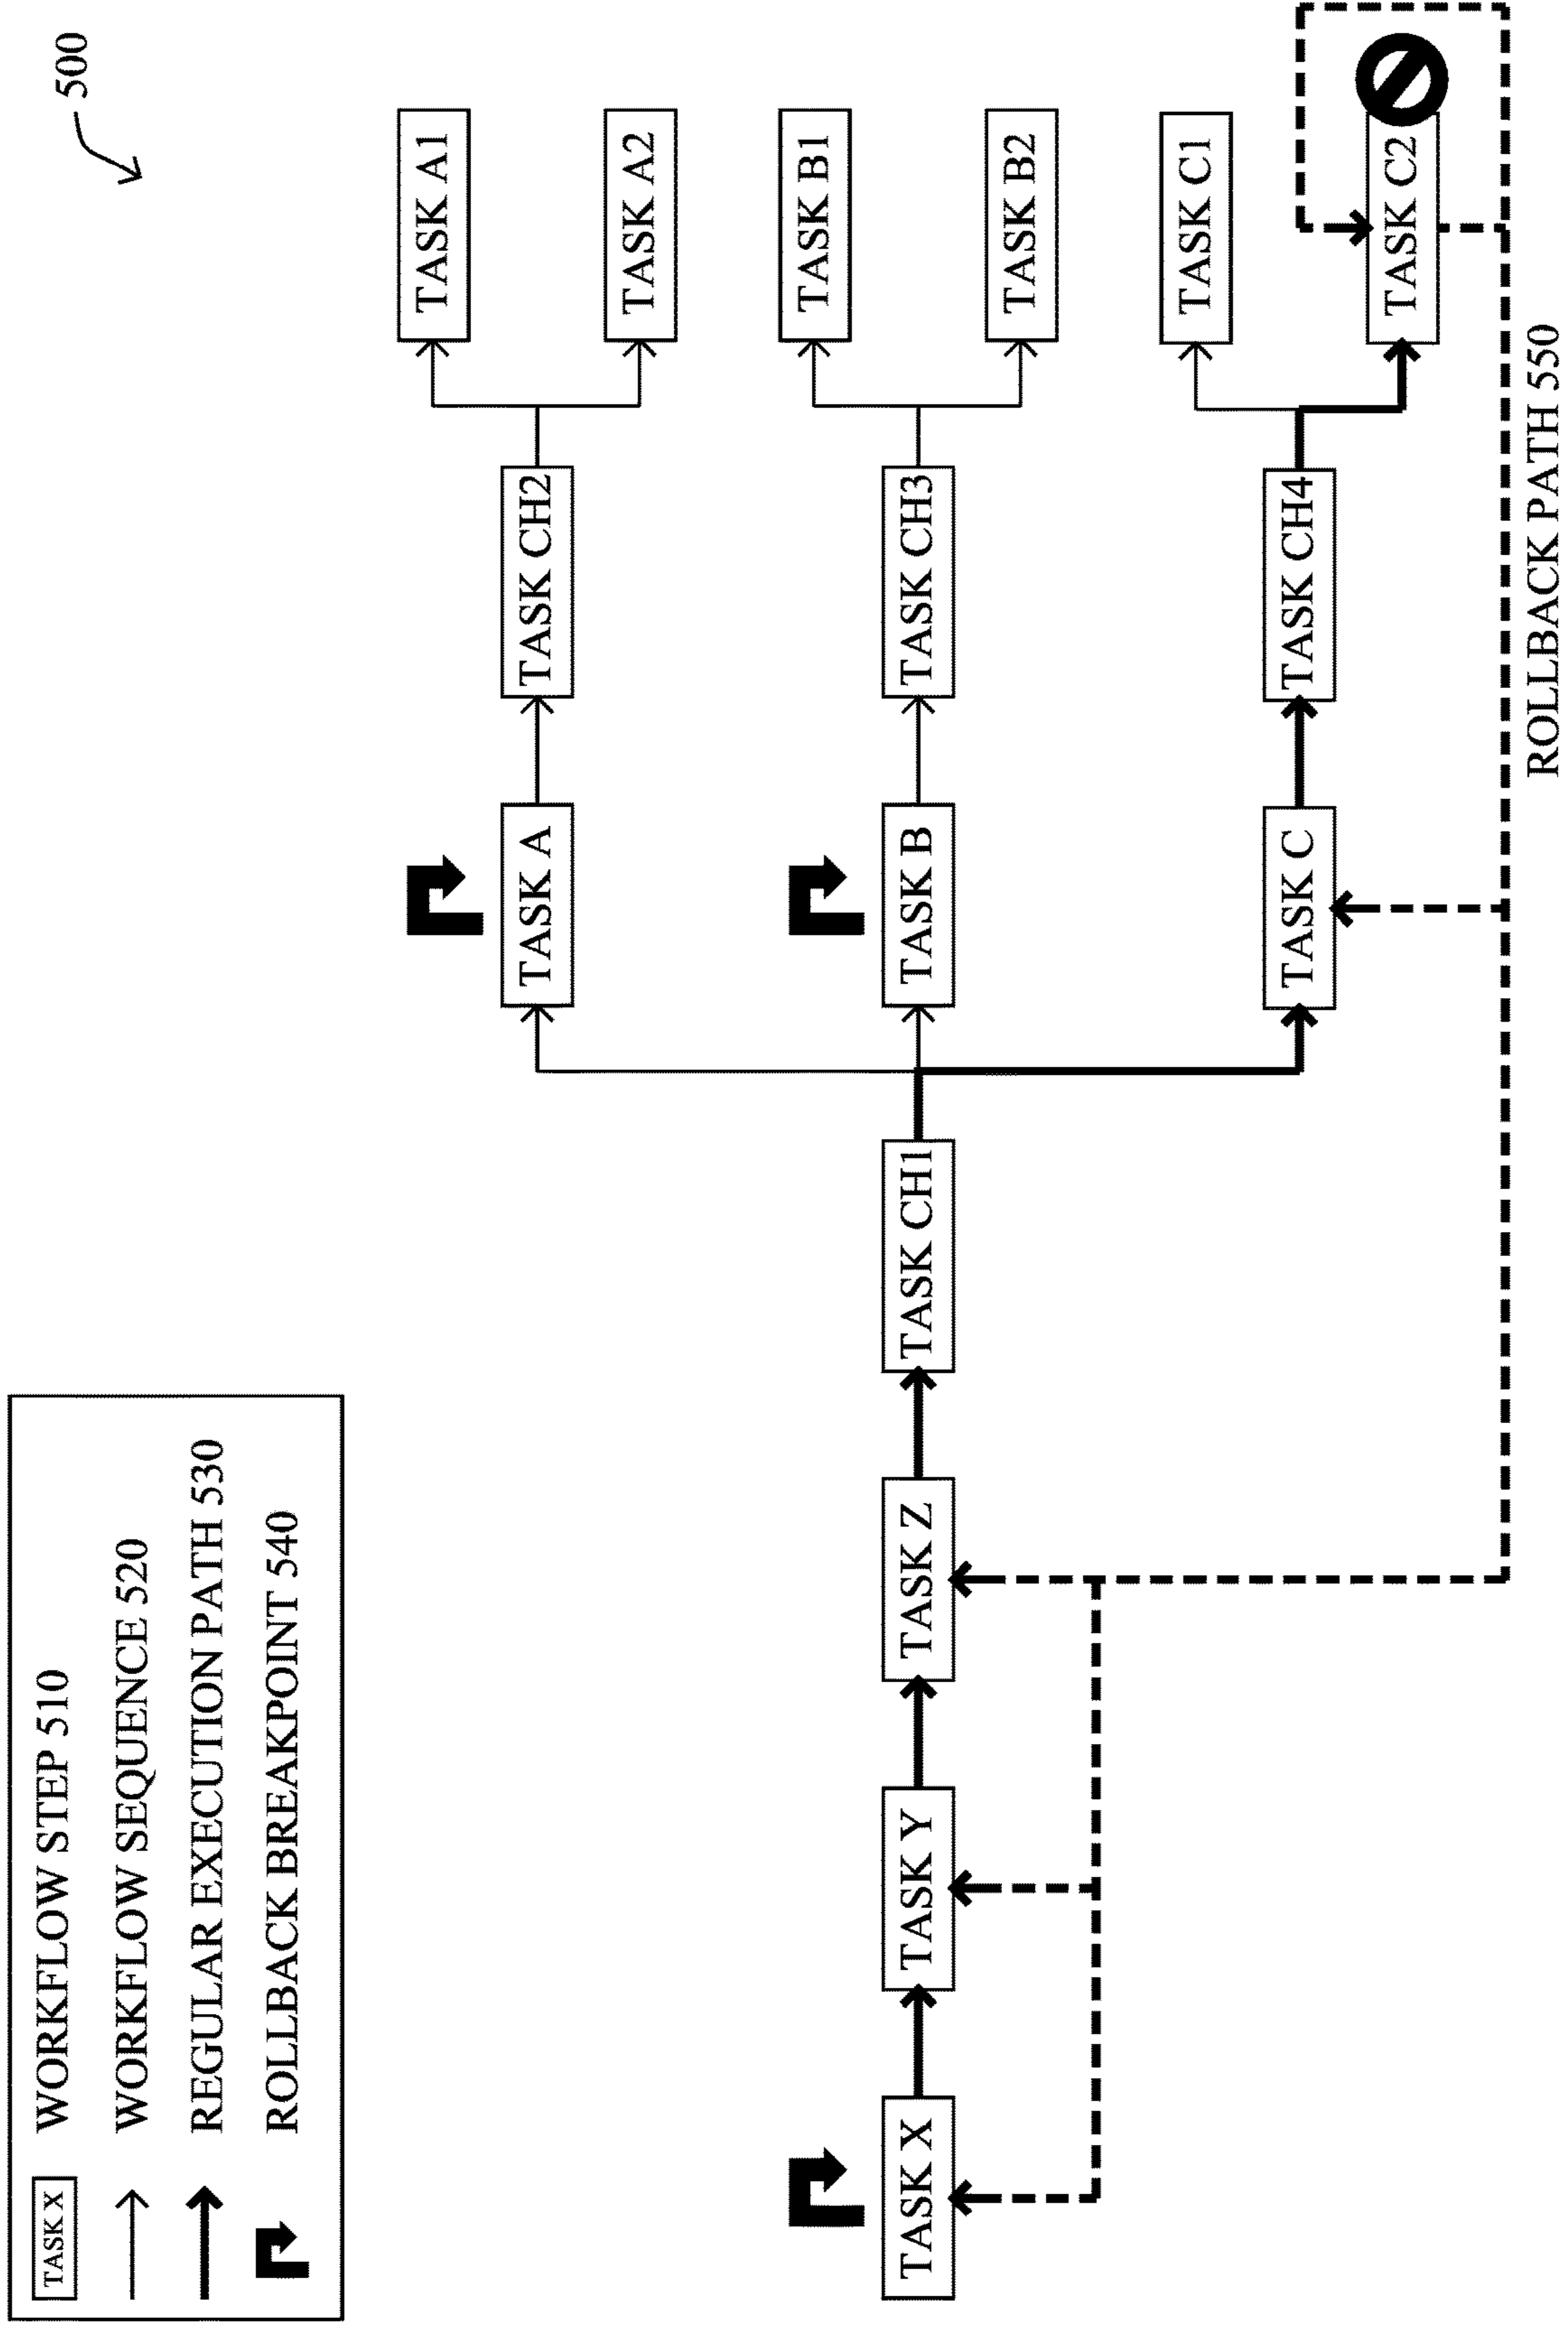 500
TASK X
WORKFLOW STEP 510
WORKFLOW SEQUENCE 520
REGULAR EXECUTION PATH 530
ROLLBACK BREAKPOINT 540
TASK X
TASK Y
TASK Z
TASK CH1
TASK A
TASK CH2
TASK A1
TASK A2
TASK B
TASK CH3
TASK B1
TASK B2
TASK C
TASK CH4
TASK C1
TASK C2
ROLLBACK PATH 550